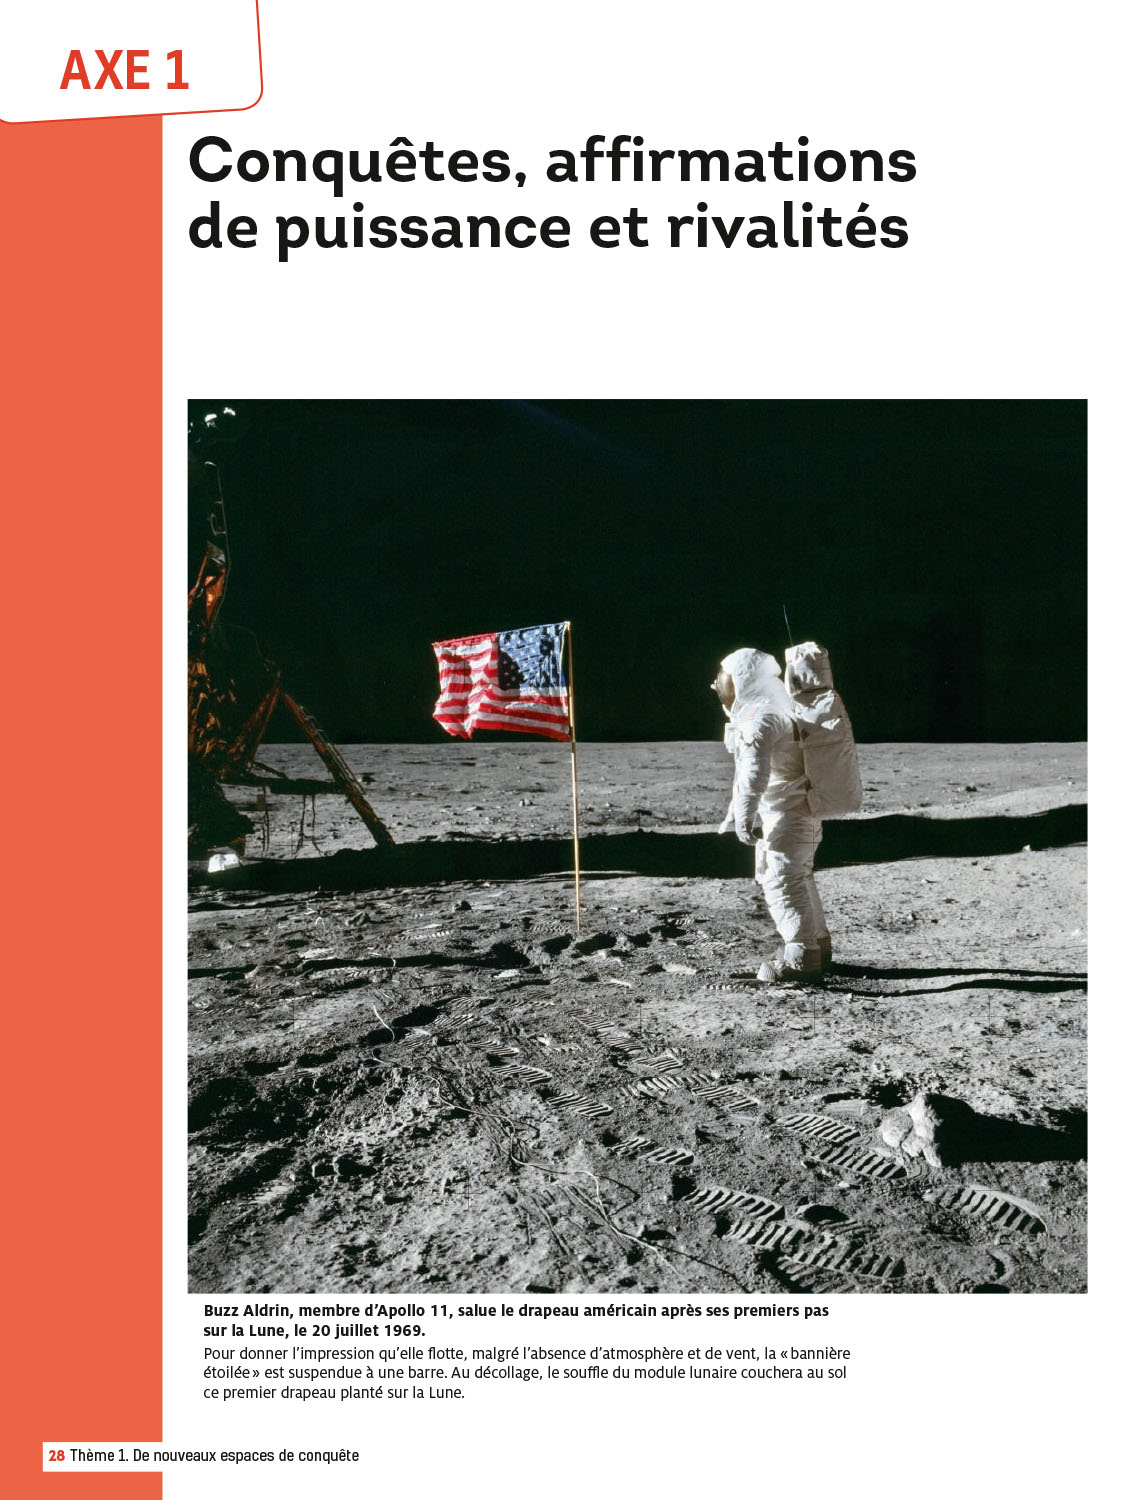 AXE 1
Conquêtes, affirmations
de puissance et rivalités
Buzz Aldrin, membre d’Apollo 11, salue le drapeau américain après ses premiers pas
sur la Lune, le 20 juillet 1969.
Pour donner l’impression qu’elle flotte, malgré l’absence d’atmosphère et de vent, la « bannière
étoilée » est suspendue à une barre. Au décollage, le souffle du module lunaire couchera au sol
ce premier drapeau planté sur la Lune.
28 Thème 1. De nouveaux espaces de conquête